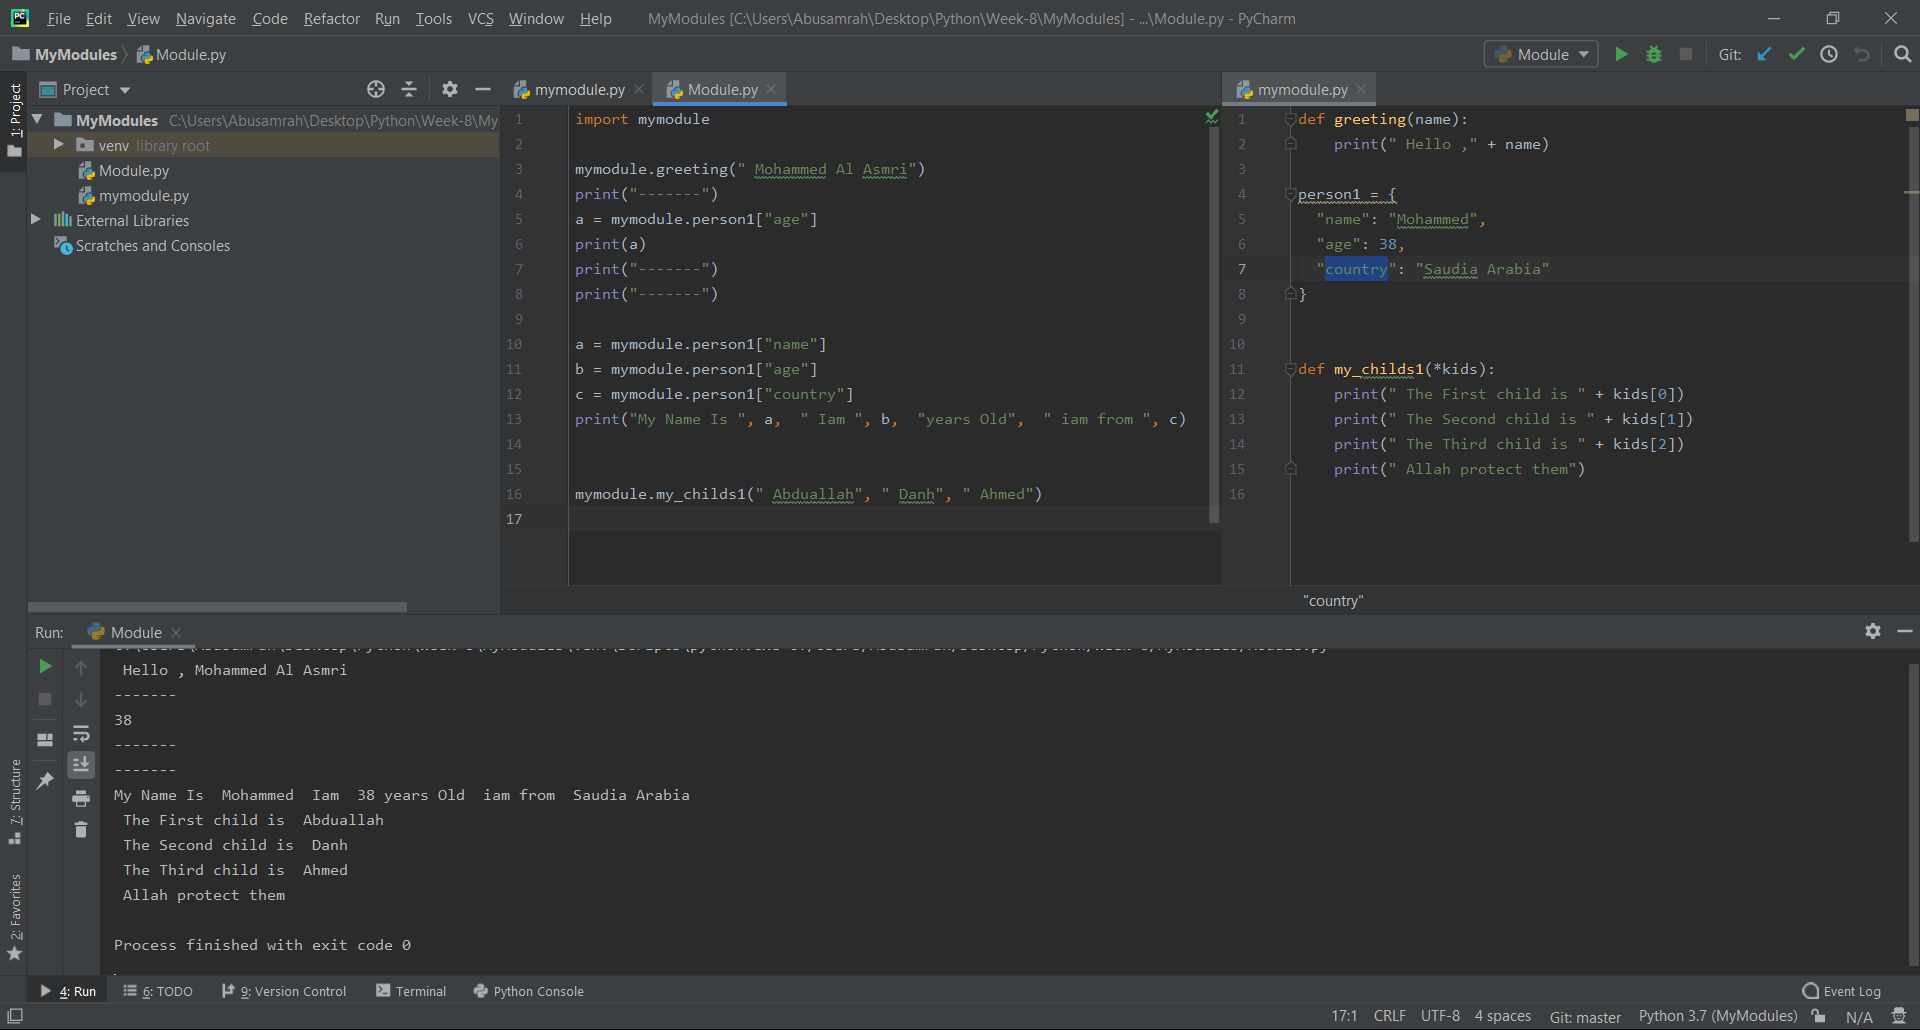 File Edit View Navigate Code Refactor Run Tools VCS Window Help MyModules [C:\Users\Abusamrah\Desktop\Python\Week-8\MyModules] - ...\Module.py - PyCharm
MyModules Module.py Module Git:
1: Project
Project
MyModules C:\Users\Abusamrah\Desktop\Python\Week-8\My
venv library root
Module.py
mymodule.py
External Libraries
Scratches and Consoles
mymodule.py Module.py
1 import mymodule
2
3 mymodule.greeting(" Mohammed Al Asmri")
4 print("-------")
5 a = mymodule.person1["age"]
6 print(a)
7 print("-------")
8 print("-------")
9
10 a = mymodule.person1["name"]
11 b = mymodule.person1["age"]
12 c = mymodule.person1["country"]
13 print("My Name Is ", a,  " Iam ", b,  "years Old",  " iam from ", c)
14
15
16 mymodule.my_childs1(" Abduallah", " Danh", " Ahmed")
17
mymodule.py
1 def greeting(name):
2     print(" Hello ," + name)
3
4 person1 = {
5   "name": "Mohammed",
6   "age": 38,
7   "country": "Saudia Arabia"
8 }
9
10
11 def my_childs1(*kids):
12     print(" The First child is " + kids[0])
13     print(" The Second child is " + kids[1])
14     print(" The Third child is " + kids[2])
15     print(" Allah protect them")
16
"country"
Run: Module
Hello , Mohammed Al Asmri
-------
38
-------
-------
My Name Is  Mohammed  Iam  38 years Old  iam from  Saudia Arabia
The First child is  Abduallah
The Second child is  Danh
The Third child is  Ahmed
Allah protect them
Process finished with exit code 0
7: Structure
2: Favorites
4: Run 6: TODO 9: Version Control Terminal Python Console Event Log
17:1 CRLF UTF-8 4 spaces Git: master Python 3.7 (MyModules) N/A